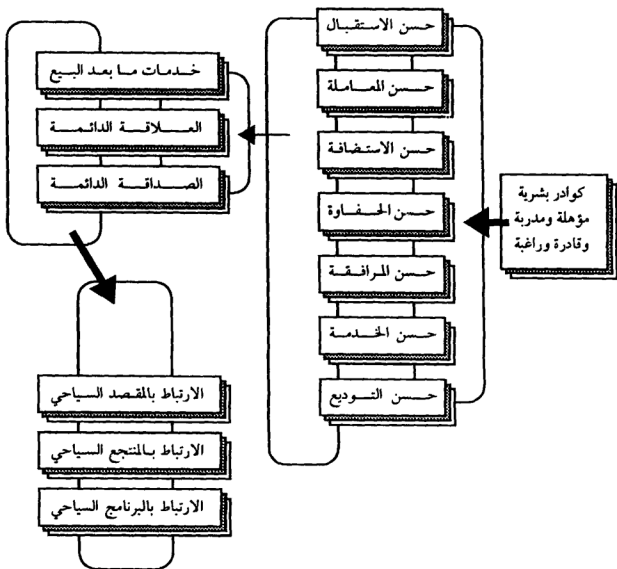 كوادر بشرية
مؤهلة ومدربة
وقادرة وراغبة
حسن الاستقبال
حسن المعاملة
حسن الاستضافة
حسن الحفاوة
حسن المرافقة
حسن الخدمة
حسن التوديع
خدمات ما بعد البيع
العلاقة الدائمة
الصداقة الدائمة
الارتباط بالمقصد السياحي
الارتباط بالمنتجع السياحي
الارتباط بالبرنامج السياحي